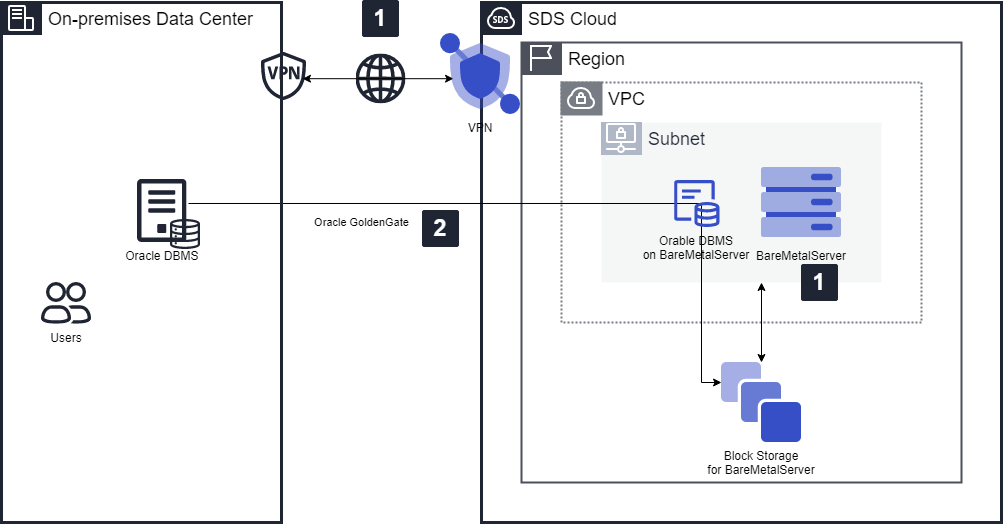 On-premises Data Center
1
SDS
SDS Cloud
Region
VPN
VPN
VPC
Subnet
Oracle GoldenGate
2
Oracle DBMS
Orable DBMS
on BareMetalServer
BareMetalServer
1
Users
Block Storage
for BareMetalServer